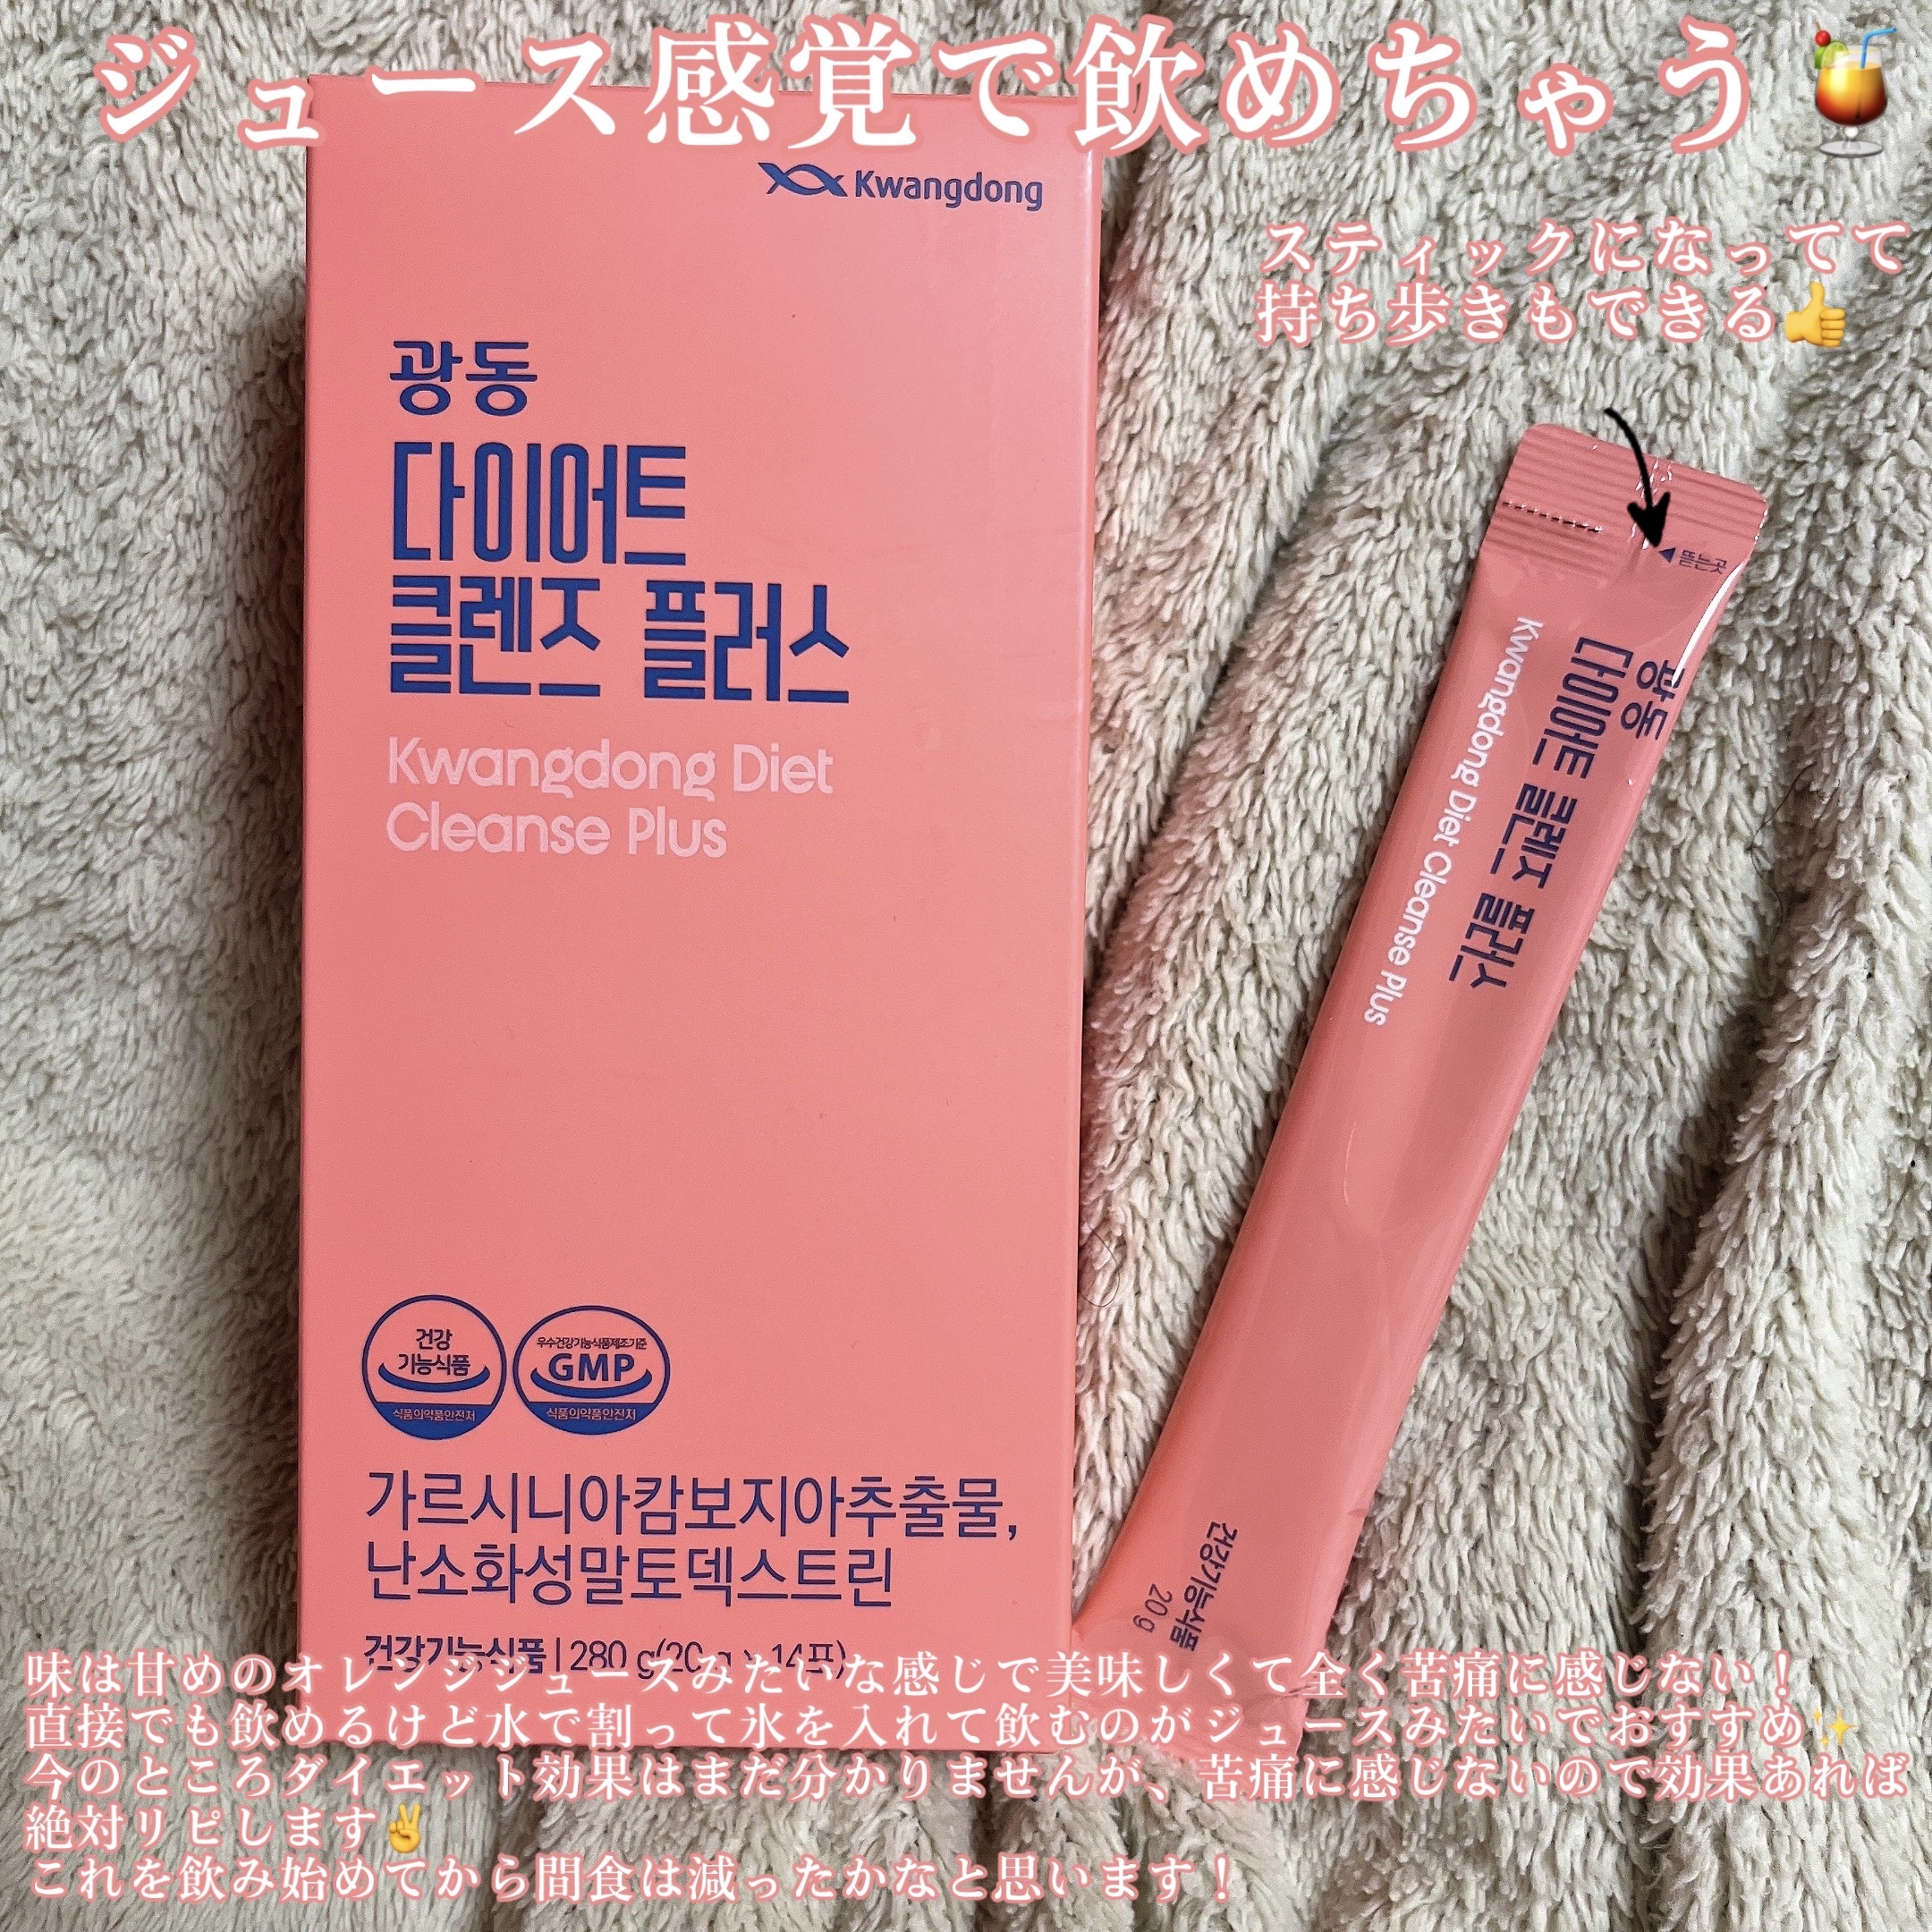 ジュース感覚で飲めちゃう🍹
Kwangdong
スティックになってて
持ち歩きもできる👍
광동
다이어트
클렌즈 플러스
Kwangdong Diet
Cleanse Plus
뜯는곳
광동
다이어트 클렌즈 플러스
Kwangdong Diet Cleanse Plus
건강기능식품
20g
건강
기능식품
식품의약품안전처
우수건강기능식품제조기준
GMP
식품의약품안전처
가르시니아캄보지아추출물,
난소화성말토덱스트린
건강기능식품 | 280 g(20 g x 14포)
味は甘めのオレンジジュースみたいな感じで美味しくて全く苦痛に感じない！
直接でも飲めるけど水で割って氷を入れて飲むのがジュースみたいでおすすめ✨
今のところダイエット効果はまだ分かりませんが、苦痛に感じないので効果あれば
絶対リピします✌
これを飲み始めてから間食は減ったかなと思います！